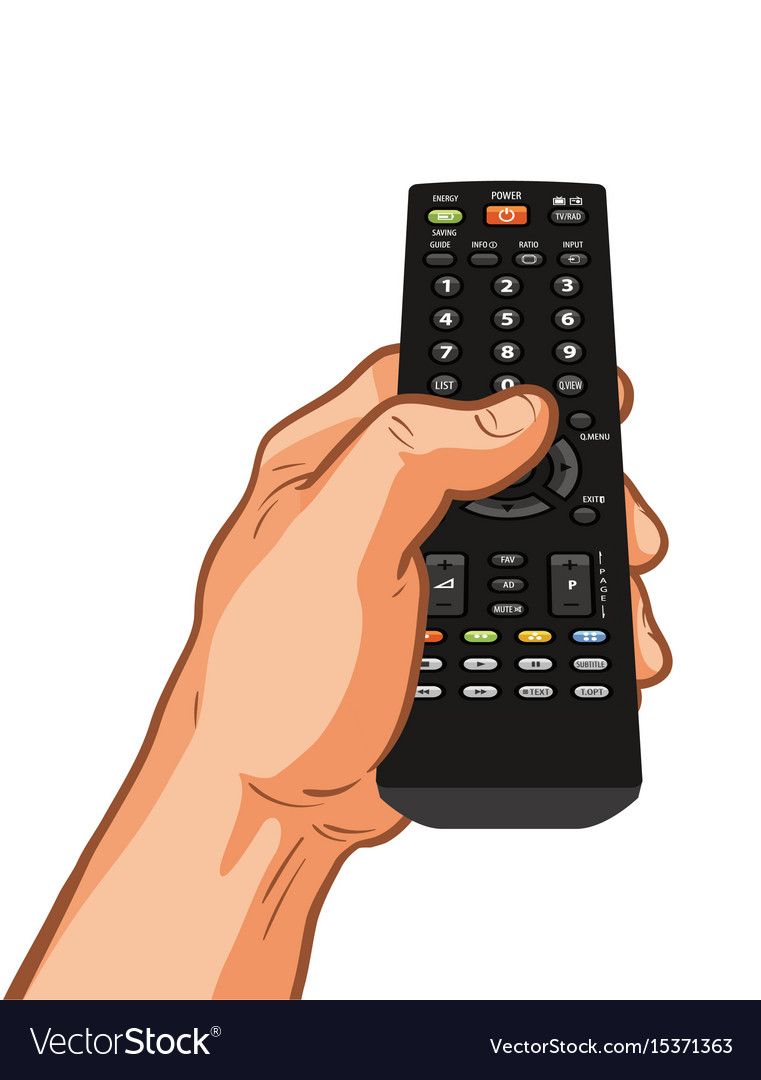 ENERGY POWER
TV/RAD
SAVING
GUIDE INFO RATIO INPUT
1 2 3
4 5 6
7 8 9
LIST 0 Q.VIEW
Q.MENU
EXIT
+ FAV +
AD P PAGE
- MUTE -
SUBTITLE
TEXT T.OPT
VectorStock®
VectorStock.com/15371363